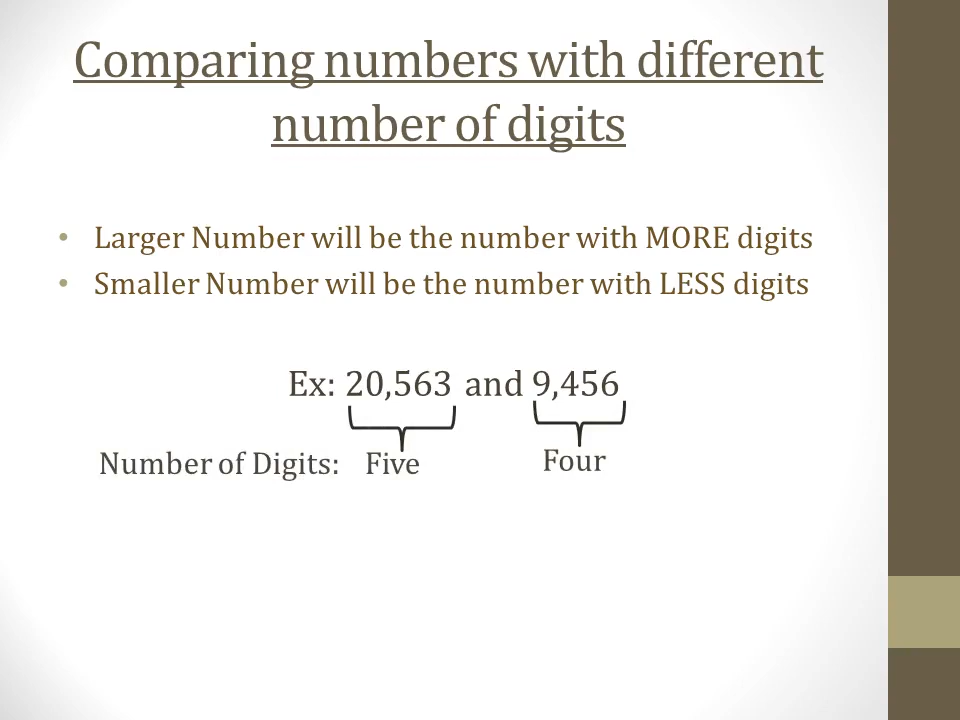 Comparing numbers with different
number of digits
• Larger Number will be the number with MORE digits
• Smaller Number will be the number with LESS digits
Ex: 20,563 and 9,456
Number of Digits: Five Four